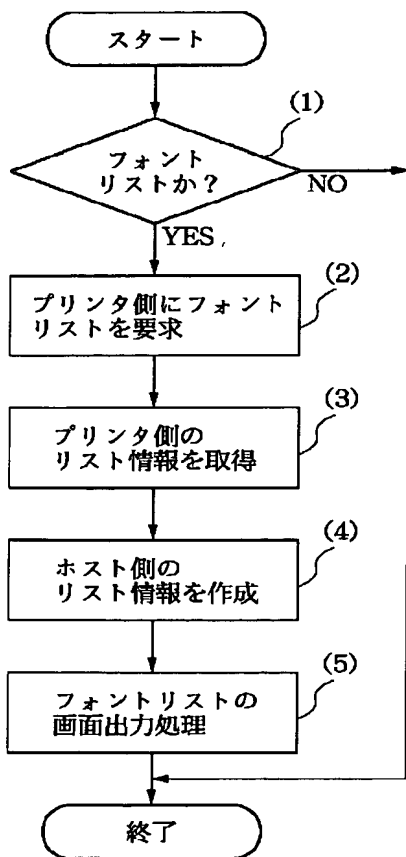 スタート
(1)
フォント
リストか？
NO
YES
(2)
プリンタ側にフォント
リストを要求
(3)
プリンタ側の
リスト情報を取得
(4)
ホスト側の
リスト情報を作成
(5)
フォントリストの
画面出力処理
終了